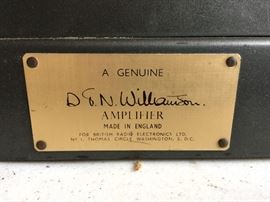 A GENUINE
D.T.N. Williamson.
AMPLIFIER
MADE IN ENGLAND
FOR BRITISH RADIO ELECTRONICS LTD.
Nº 1, THOMAS CIRCLE, WASHINGTON, 5, D.C.